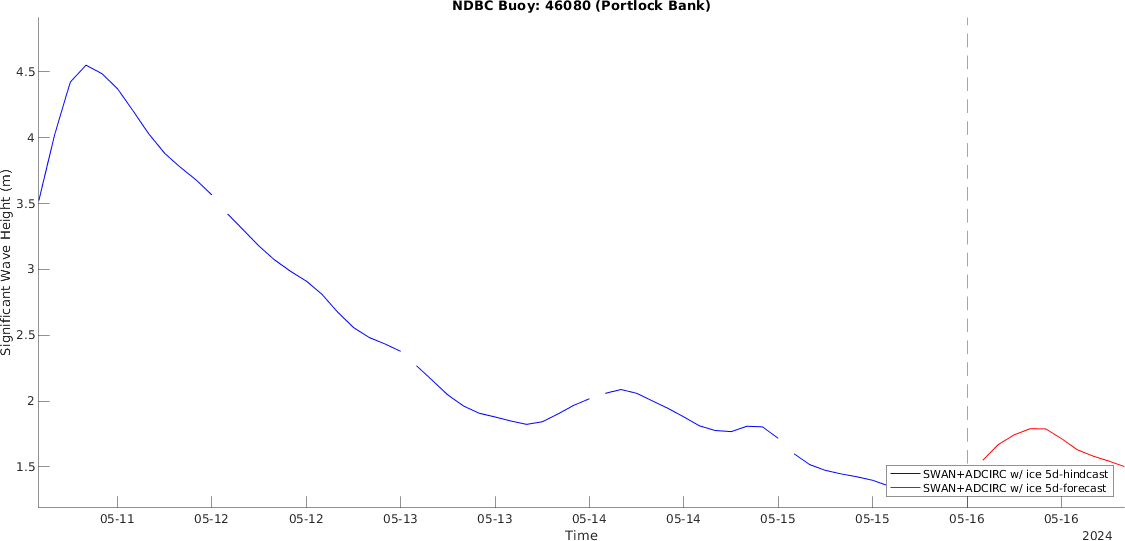 NDBC Buoy: 46080 (Portlock Bank)
4.5
4
3.5
3
2.5
2
1.5
Significant Wave Height (m)
SWAN+ADCIRC w/ ice 5d-hindcast
SWAN+ADCIRC w/ ice 5d-forecast
05-11 05-12 05-12 05-13 05-13 05-14 05-14 05-15 05-15 05-16 05-16
Time
2024